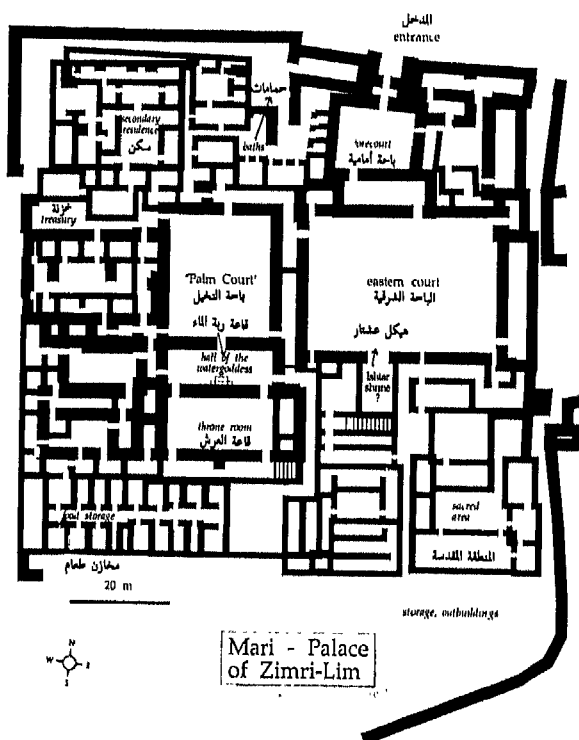 المدخل
entrance
حمامات
secondary
residence
مسكن
baths
forecourt
باحة أمامية
خزنة
treasury
'Palm Court'
باحة النخيل
eastern court
الباحة الشرقية
قاعة ربة الماء
هيكل عشتار
hall of the
watergoddess
Ishtar
shrine
?
throne room
قاعة العرش
food storage
sacred
area
المنطقة المقدسة
مخازن طعام
20 m
storage, outbuildings
N
W
E
S
Mari - Palace
of Zimri-Lim